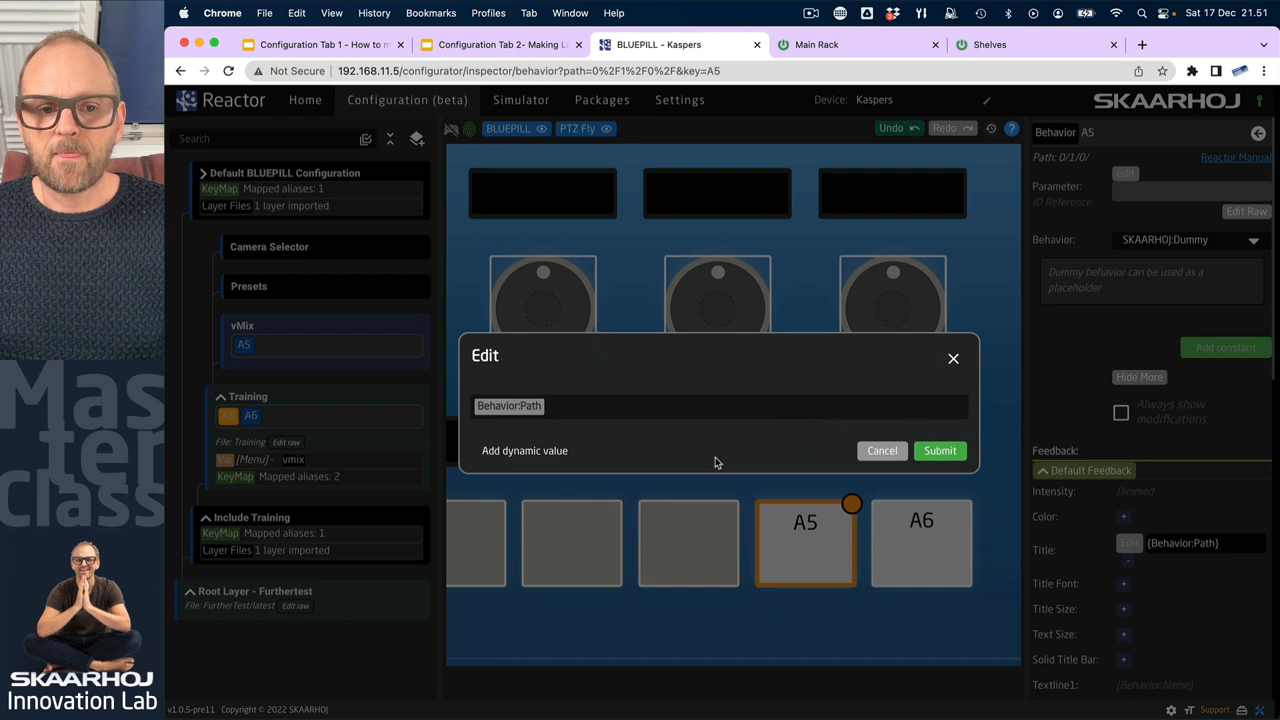 Chrome File Edit View History Bookmarks Profiles Tab Window Help
Sat 17 Dec 21.51
Configuration Tab 1 - How to m
Configuration Tab 2- Making L
BLUEPILL - Kaspers
Main Rack
Shelves
Not Secure 192.168.11.5/configurator/inspector/behavior?path=0%2F1%2F0%2F&key=A5
Reactor Home Configuration (beta) Simulator Packages Settings
Device: Kaspers
SKAARHOJ
Search
BLUEPILL
PTZ Fly
Undo
Redo
Default BLUEPILL Configuration
KeyMap Mapped aliases: 1
Layer Files 1 layer imported
Camera Selector
Presets
vMix
A5
Training
A5 A6
File: Training Edit raw
Var [Menu] - vmix
KeyMap Mapped aliases: 2
Include Training
KeyMap Mapped aliases: 1
Layer Files 1 layer imported
Root Layer - Furthertest
File: FurtherTest/latest Edit raw
Edit
Behavior:Path
Add dynamic value
Cancel
Submit
A5
A6
Behavior A5
Path: 0/1/0/
Reactor Manual
Edit
Parameter:
IO Reference
Edit Raw
Behavior: SKAARHOJ:Dummy
Dummy behavior can be used as a
placeholder
Add constant
Hide More
Always show
modifications
Feedback:
Default Feedback
Intensity: Dimmed
Color: +
Title: Edit {Behavior:Path}
-
Title Font: +
Title Size: +
Text Size: +
Solid Title Bar: +
Textline1: {Behavior:Name}
Master
Class
SKAARHOJ
Innovation Lab
v1.0.5-pre11 Copyright © 2022 SKAARHOJ
Support